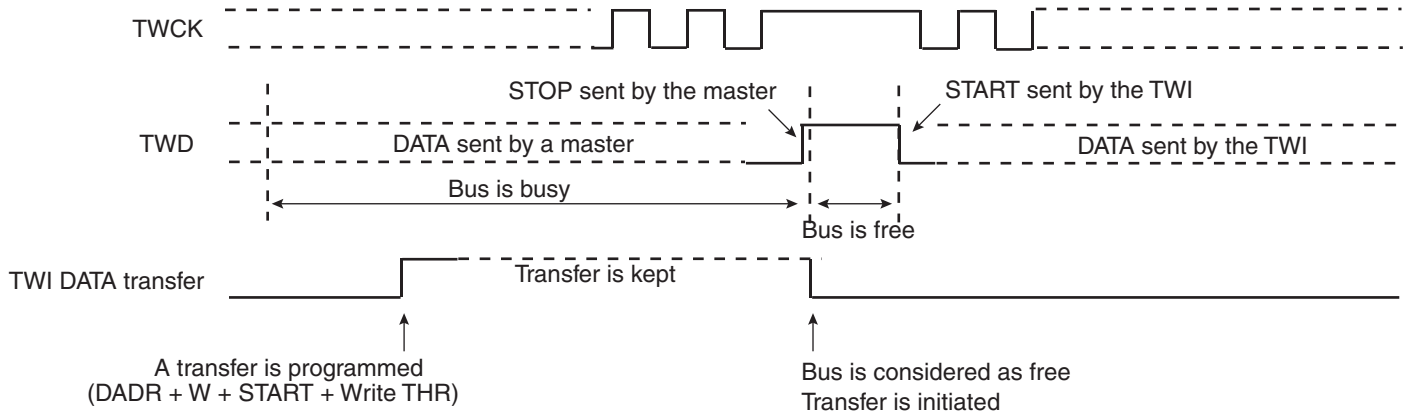 TWCK
STOP sent by the master
START sent by the TWI
TWD
DATA sent by a master
DATA sent by the TWI
Bus is busy
Bus is free
TWI DATA transfer
Transfer is kept
A transfer is programmed
(DADR + W + START + Write THR)
Bus is considered as free
Transfer is initiated